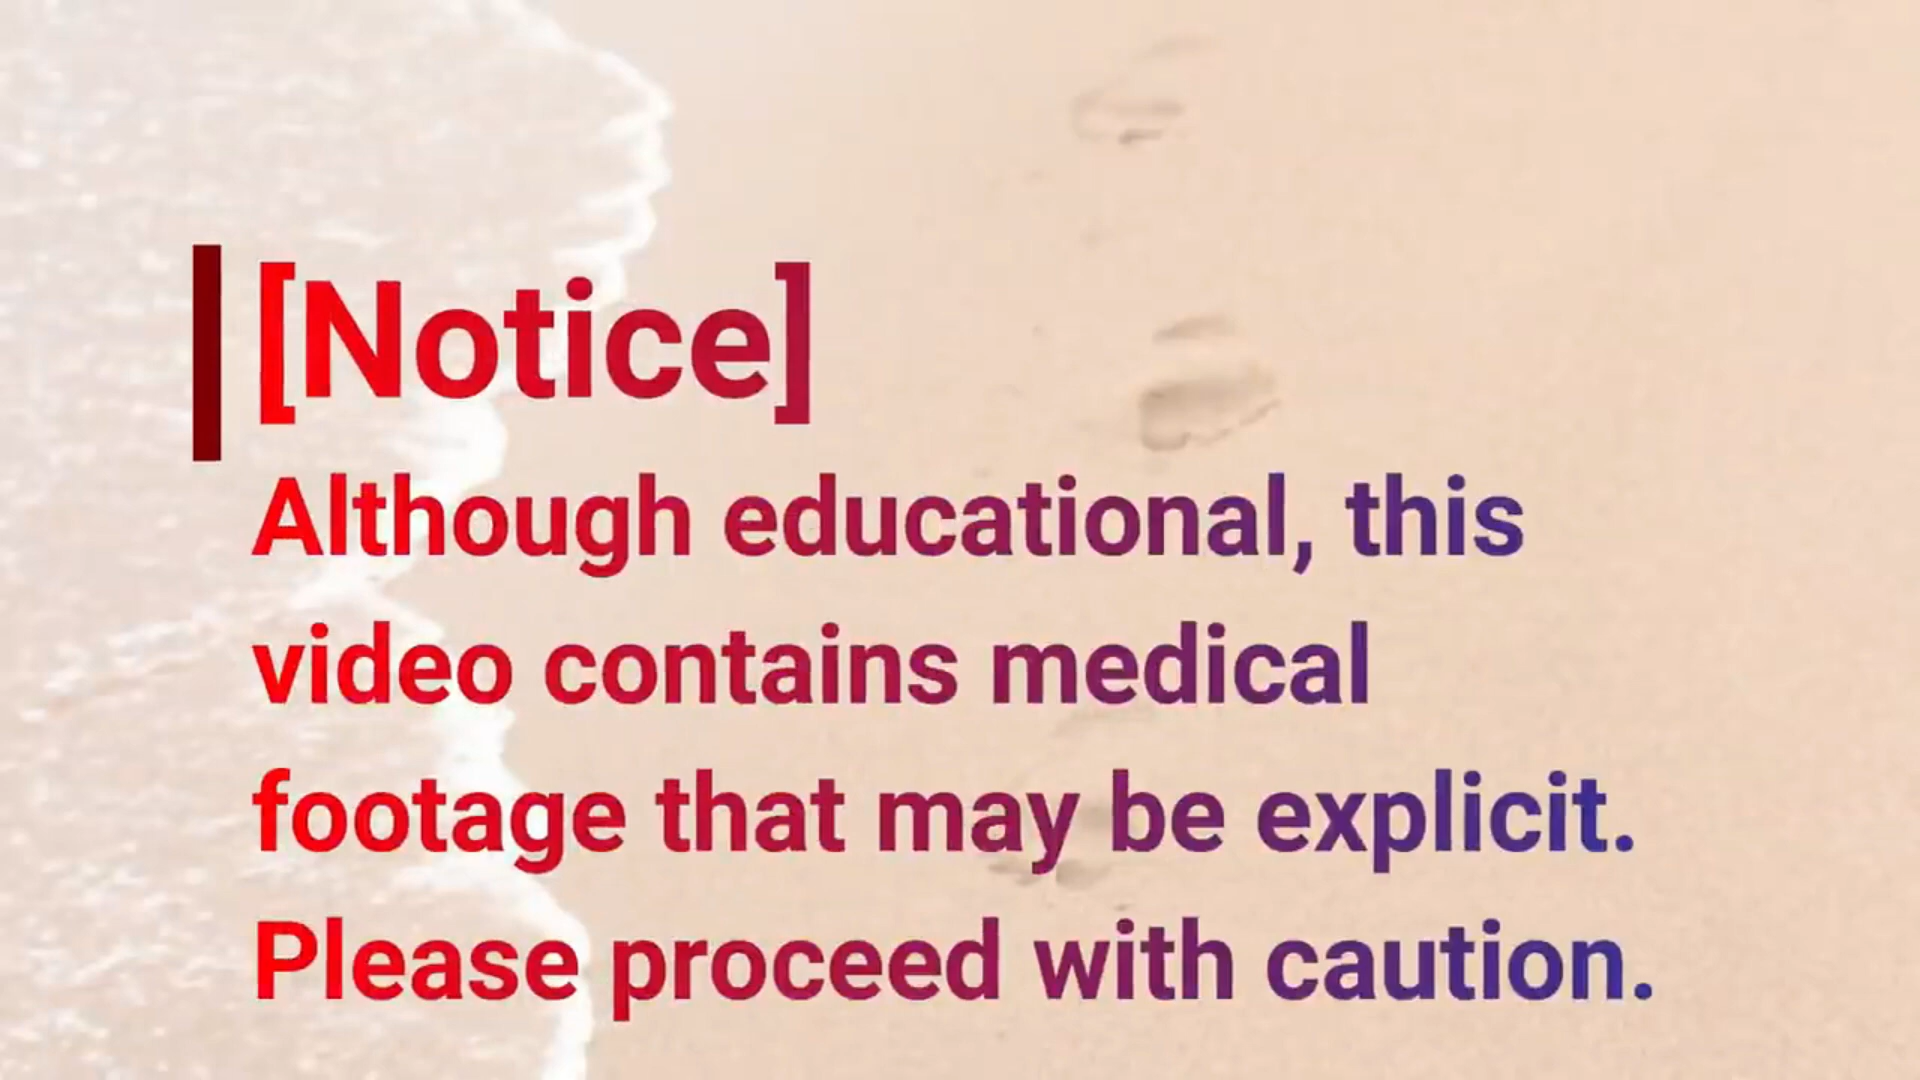 [Notice]
Although educational, this
video contains medical
footage that may be explicit.
Please proceed with caution.